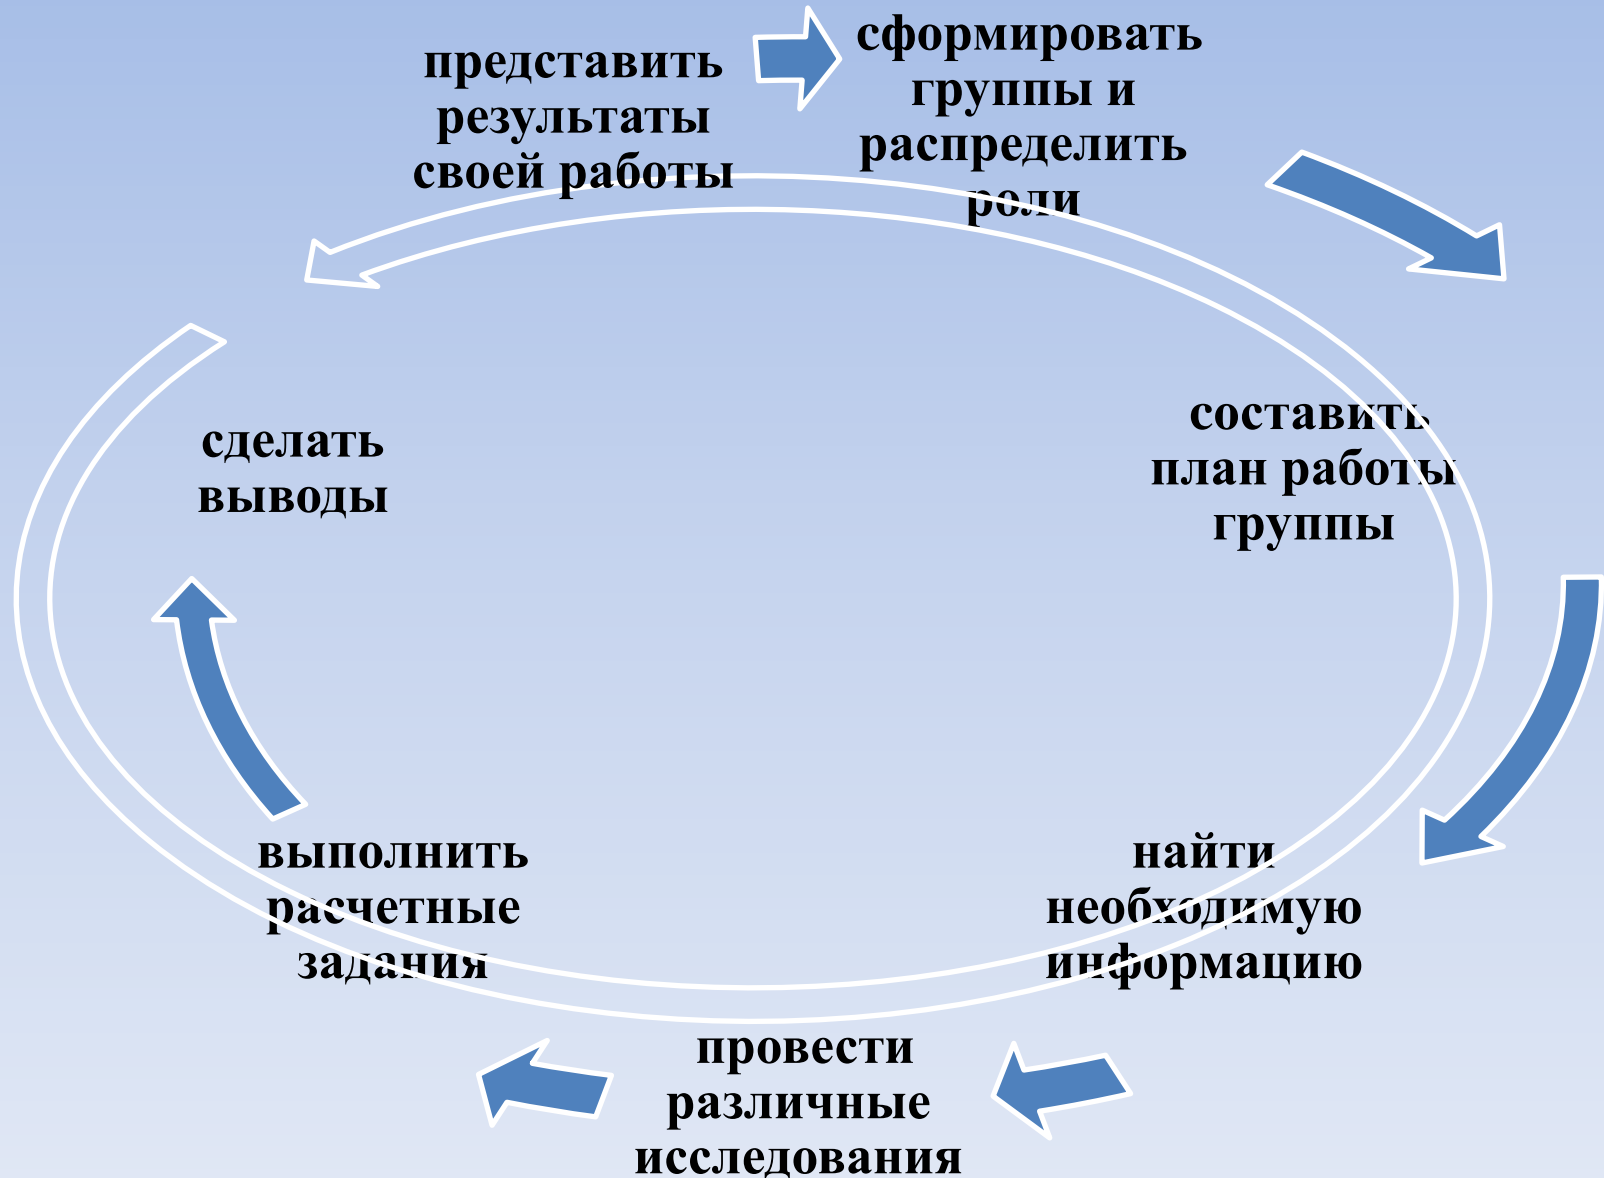 представить
результаты
своей работы
сформировать
группы и
распределить
роли
составить
план работы
группы
найти
необходимую
информацию
провести
различные
исследования
выполнить
расчетные
задания
сделать
выводы